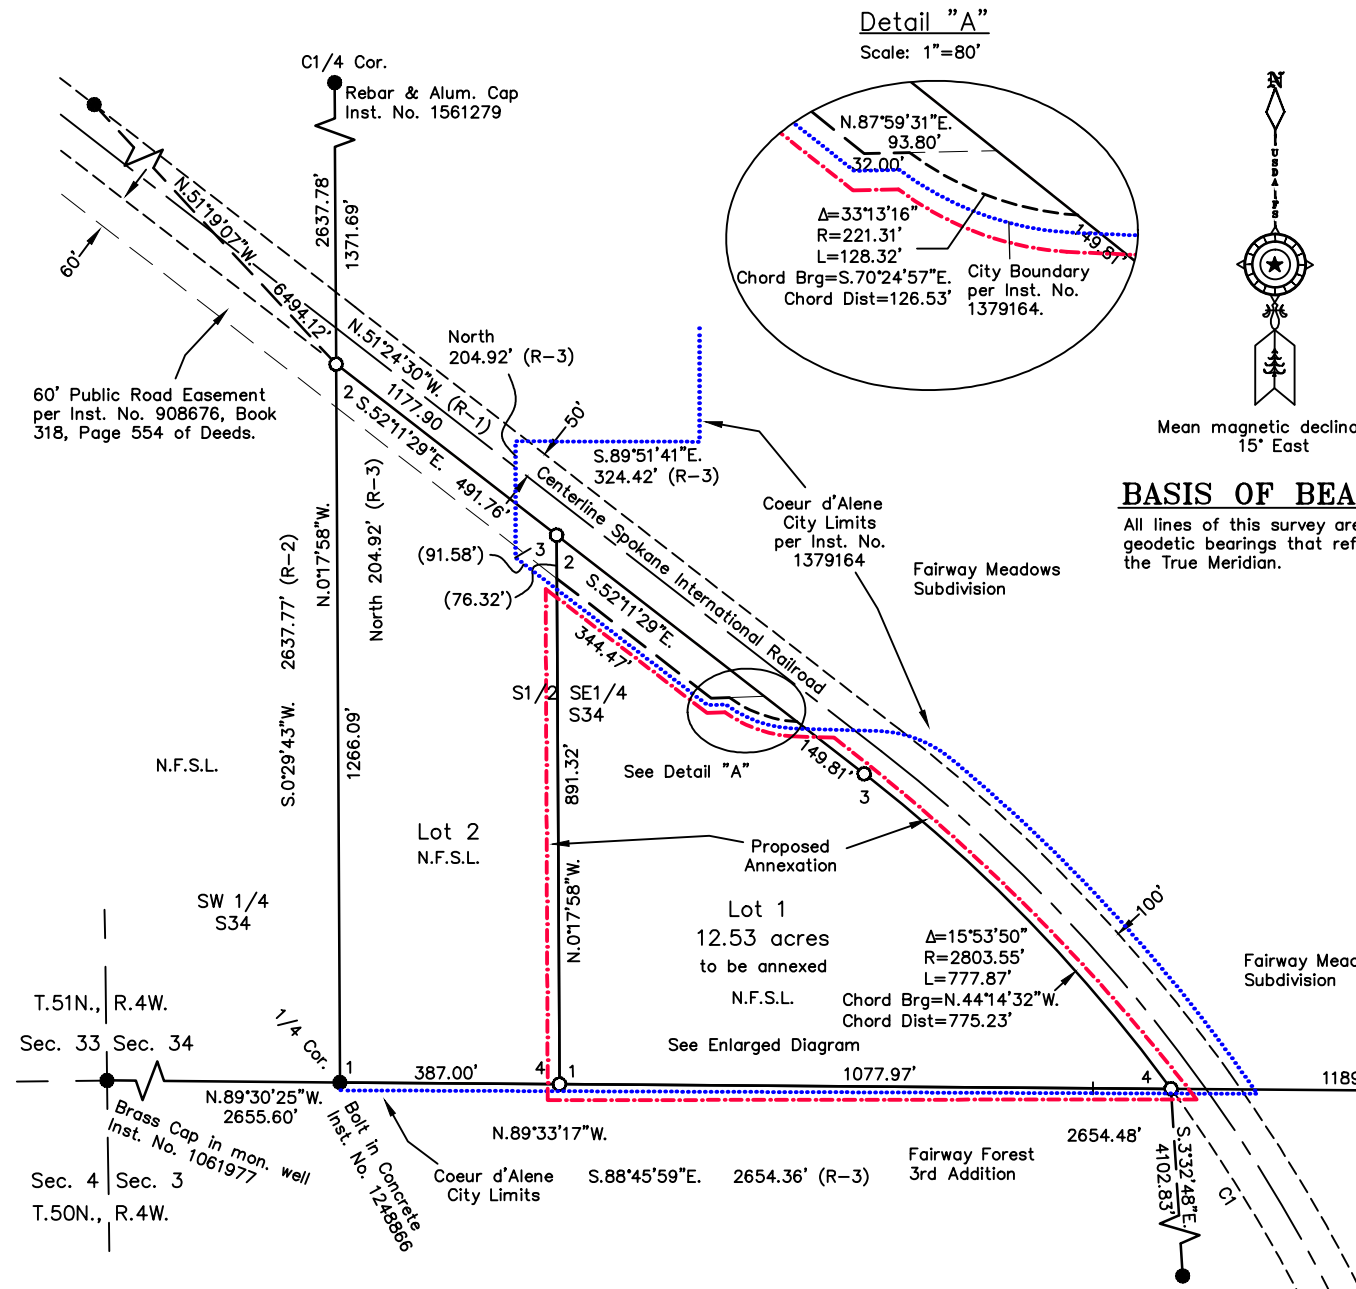 Detail "A"
Scale: 1"=80'
N.87°59'31"E.
93.80'
32.00'
Δ=33°13'16"
R=221.31'
L=128.32'
Chord Brg=S.70°24'57"E.
Chord Dist=126.53'
149.81'
City Boundary
per Inst. No.
1379164.
N
USDAIFS
Mean magnetic declina
15° East
BASIS OF BEA
All lines of this survey are
geodetic bearings that ref
the True Meridian.
C1/4 Cor.
Rebar & Alum. Cap
Inst. No. 1561279
2637.78'
1371.69'
N.51°19'07"W.
6494.12'
60'
60' Public Road Easement
per Inst. No. 908676, Book
318, Page 554 of Deeds.
N.51°24'30"W. (R-1)
1177.90
2
S.52°11'29"E.
491.76'
North
204.92' (R-3)
50'
S.89°51'41"E.
324.42' (R-3)
Centerline Spokane International Railroad
Coeur d'Alene
City Limits
per Inst. No.
1379164
Fairway Meadows
Subdivision
(91.58')
3
2
(76.32')
S.52°11'29"E.
344.47'
S1/2 SE1/4
S34
N.0°17'58"W.
North 204.92' (R-3)
S.0°29'43"W. 2637.77' (R-2)
1266.09'
N.F.S.L.
See Detail "A"
149.81'
3
891.32'
N.0°17'58"W.
Lot 2
N.F.S.L.
Proposed
Annexation
Lot 1
12.53 acres
to be annexed
N.F.S.L.
See Enlarged Diagram
Δ=15°53'50"
R=2803.55'
L=777.87'
Chord Brg=N.44°14'32"W.
Chord Dist=775.23'
100'
Fairway Mead
Subdivision
SW 1/4
S34
T.51N., R.4W.
Sec. 33 Sec. 34
1/4 Cor.
1
387.00'
4
1
1077.97'
4
1189
N.89°30'25"W.
2655.60'
Brass Cap in mon. well
Inst. No. 1061977
Bolt in Concrete
Inst. No. 1248866
Sec. 4 Sec. 3
T.50N., R.4W.
Coeur d'Alene
City Limits
N.89°33'17"W.
2654.48'
S.88°45'59"E. 2654.36' (R-3)
Fairway Forest
3rd Addition
S.3°32'48"E.
4102.83'
C1